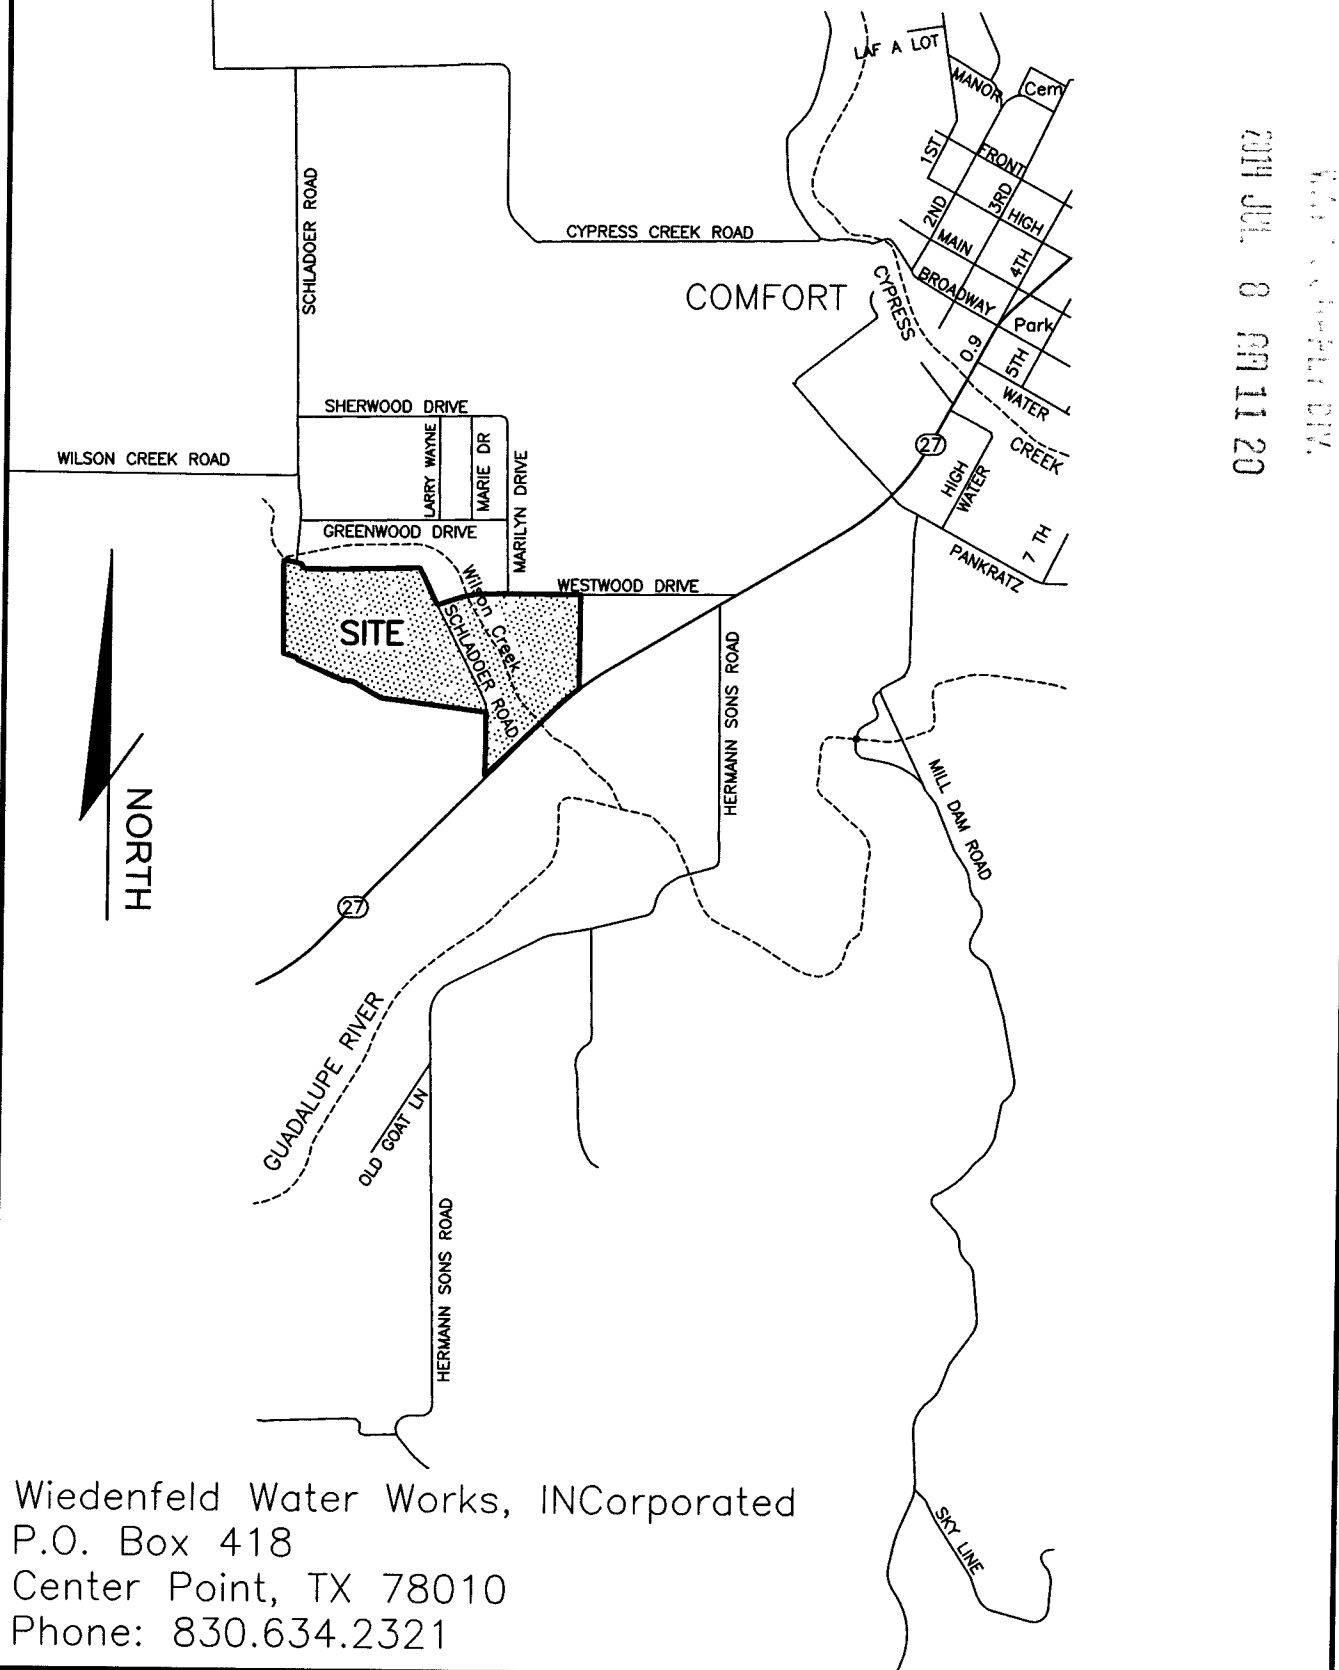 LAF A LOT
MANOR
Cem
1ST
FRONT
2ND
3RD
HIGH
MAIN
4TH
BROADWAY
Park
0.9
5TH
WATER
CYPRESS
CREEK
COMFORT
CYPRESS CREEK ROAD
SCHLADOER ROAD
SHERWOOD DRIVE
LARRY WAYNE
MARIE DR
MARILYN DRIVE
WILSON CREEK ROAD
GREENWOOD DRIVE
27
HIGH
WATER
7 TH
PANKRATZ
WESTWOOD DRIVE
Wilson Creek
SITE
SCHLADOER ROAD
HERMANN SONS ROAD
MILL DAM ROAD
NORTH
27
GUADALUPE RIVER
OLD GOAT LN
HERMANN SONS ROAD
SKY LINE
2014 JUL 8 AM 11 20
DIV.
Wiedenfeld Water Works, INCorporated
P.O. Box 418
Center Point, TX 78010
Phone: 830.634.2321